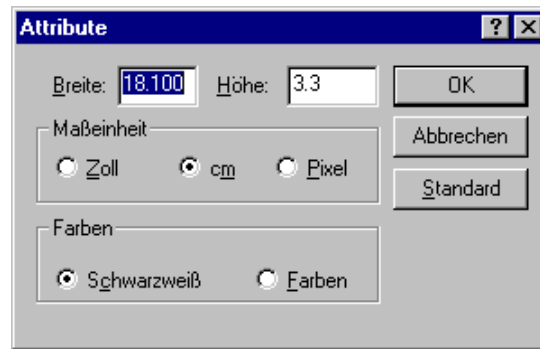 Attribute
Breite: 18.100 Höhe: 3.3 OK
Maßeinheit Abbrechen
Zoll cm Pixel
Standard
Farben
Schwarzweiß Farben